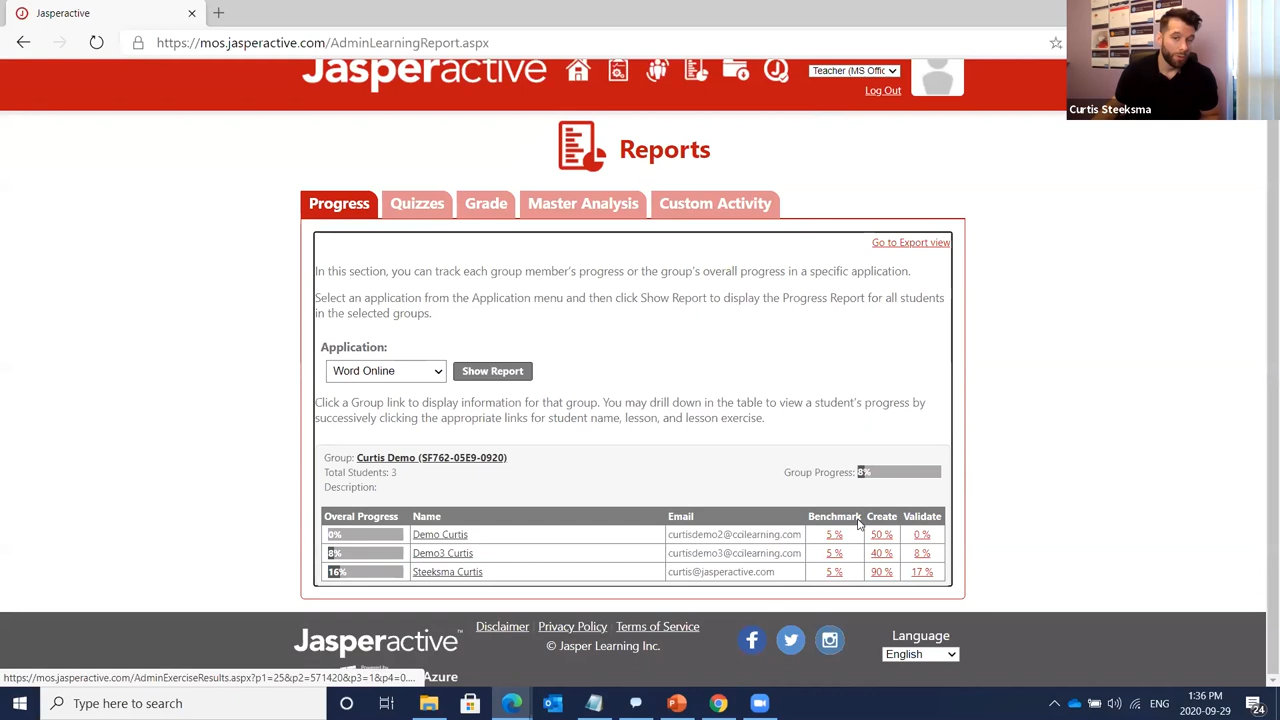 Jasperactive
https://mos.jasperactive.com/AdminLearningReport.aspx
Jasperactive
Teacher (MS Offic
Log Out
Curtis Steeksma
Reports
Progress
Quizzes
Grade
Master Analysis
Custom Activity
Go to Export view
In this section, you can track each group member's progress or the group's overall progress in a specific application.
Select an application from the Application menu and then click Show Report to display the Progress Report for all students
in the selected groups.
Application:
Word Online
Show Report
Click a Group link to display information for that group. You may drill down in the table to view a student's progress by
successively clicking the appropriate links for student name, lesson, and lesson exercise.
Group: Curtis Demo (SF762-05E9-0920)
Total Students: 3
Group Progress: 8%
Description:
Overal Progress Name Email Benchmark Create Validate
0% Demo Curtis curtisdemo2@ccilearning.com 5 % 50 % 0 %
8% Demo3 Curtis curtisdemo3@ccilearning.com 5 % 40 % 8 %
16% Steeksma Curtis curtis@jasperactive.com 5 % 90 % 17 %
Jasperactive™
Disclaimer Privacy Policy Terms of Service
© Jasper Learning Inc.
Language
English
Powered by
Azure
https://mos.jasperactive.com/AdminExerciseResults.aspx?p1=25&p2=571420&p3=1&p4=0....
Type here to search
ENG
1:36 PM
2020-09-29
24